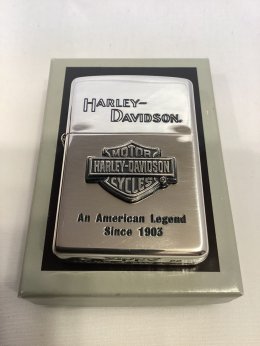 HARLEY-
DAVIDSON.
MOTOR
HARLEY-DAVIDSON
CYCLES
®
An American Legend
Since 1903